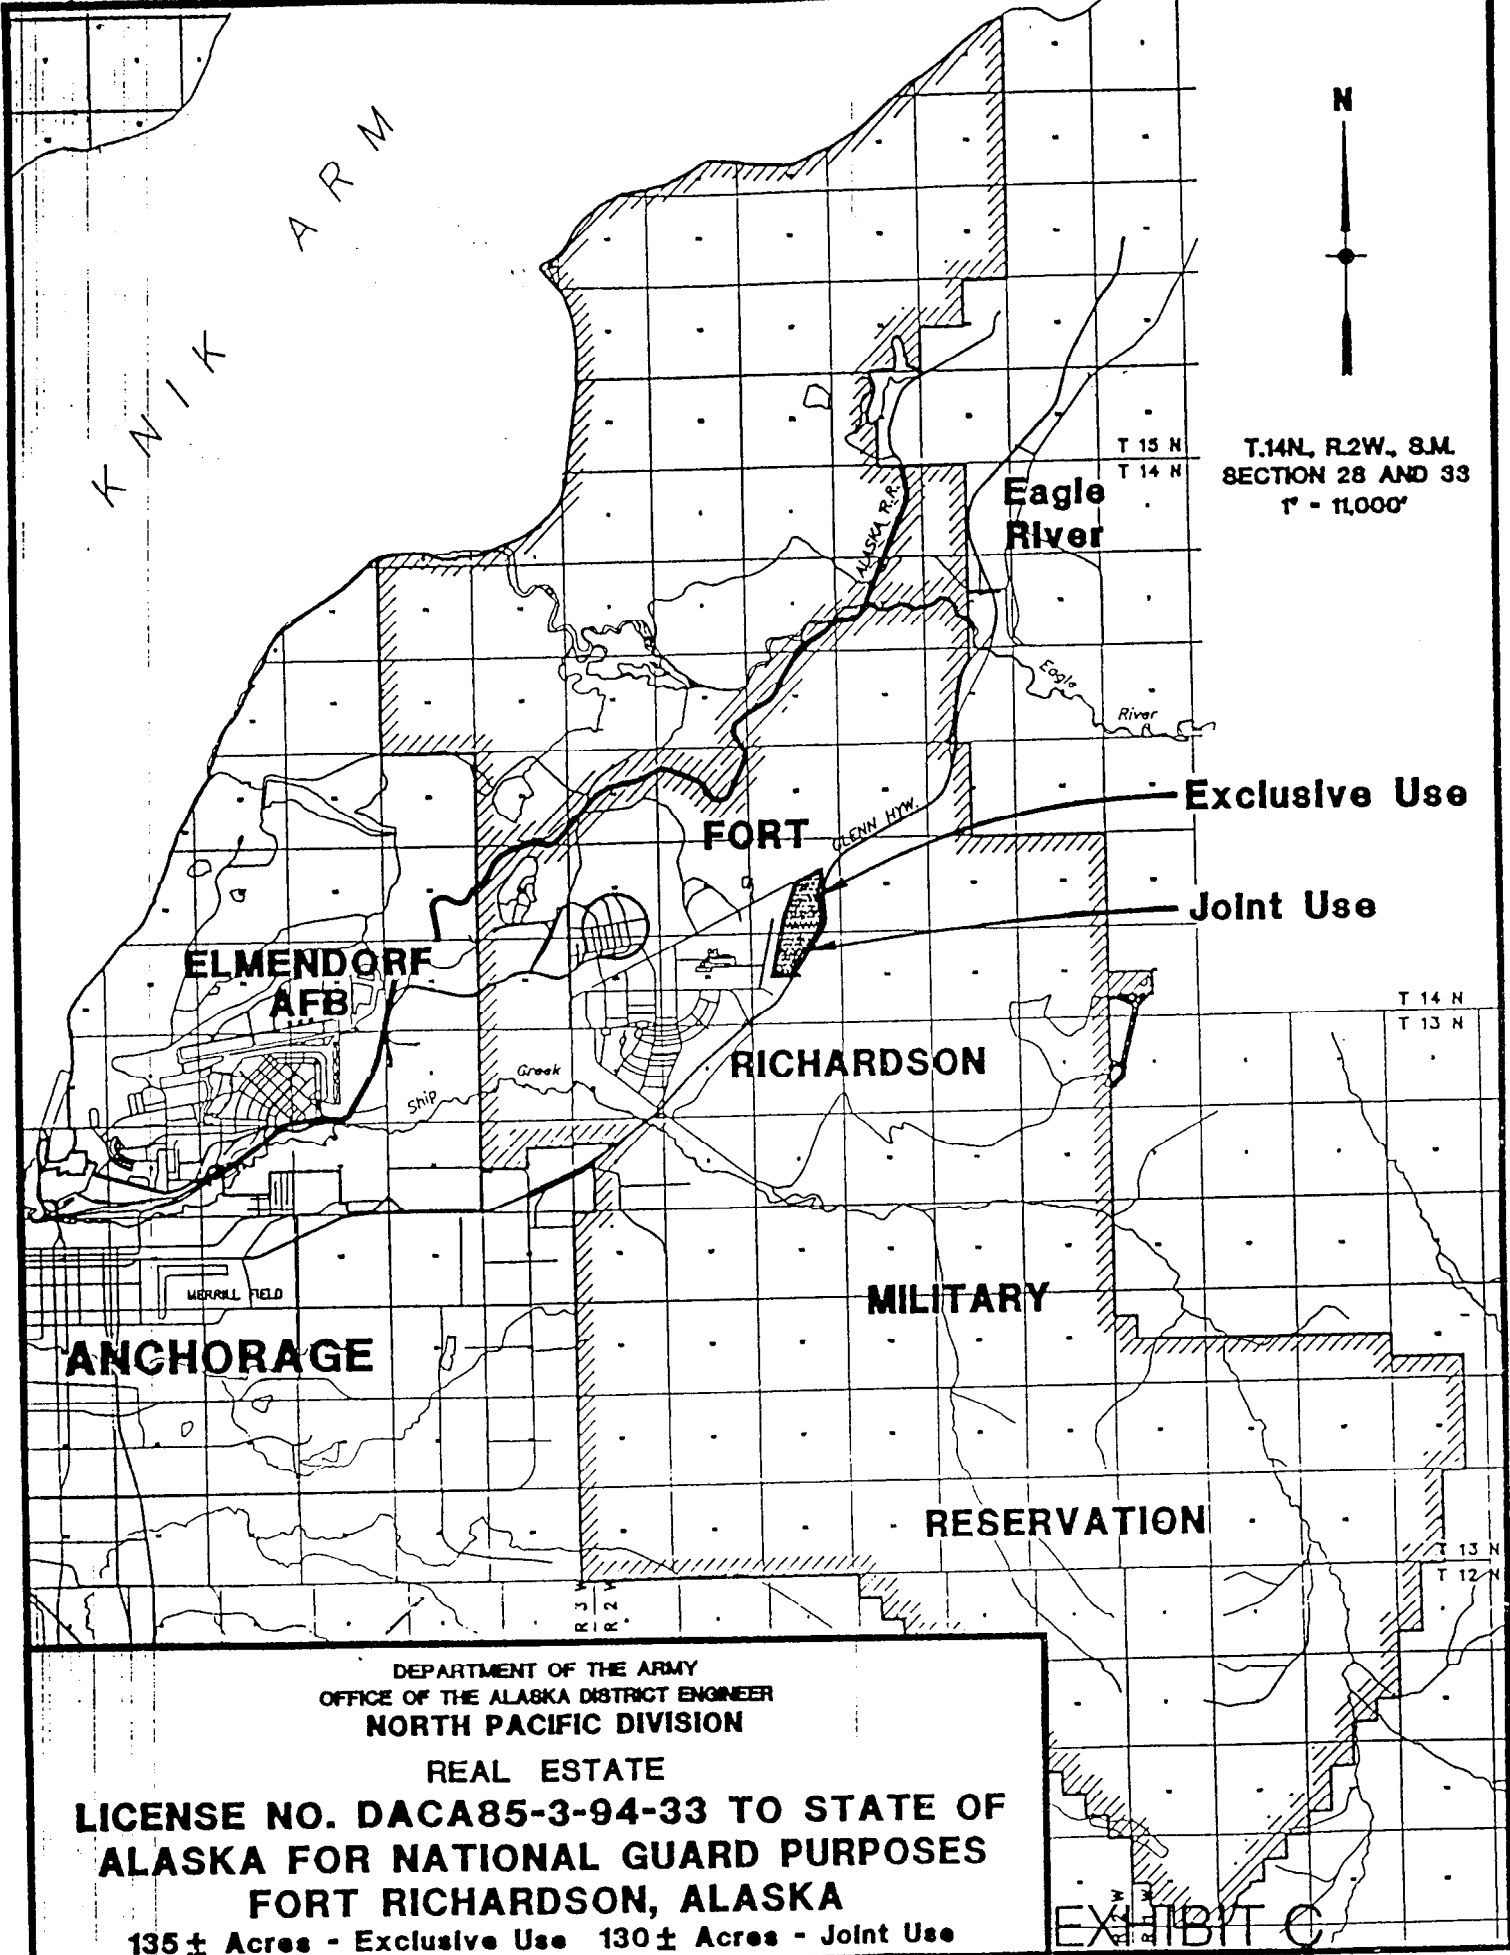 KNIK ARM
N
T.14N., R.2W., S.M.
SECTION 28 AND 33
1" = 11,000'
T 15 N
T 14 N
Eagle
River
ALASKA R.R.
Eagle
River
Exclusive Use
GLENN HYW.
FORT
Joint Use
ELMENDORF
AFB
T 14 N
T 13 N
RICHARDSON
Ship Creek
MILITARY
MERRILL FIELD
ANCHORAGE
RESERVATION
T 13 N
T 12 N
R 3 W
R 2 W
DEPARTMENT OF THE ARMY
OFFICE OF THE ALASKA DISTRICT ENGINEER
NORTH PACIFIC DIVISION
REAL ESTATE
LICENSE NO. DACA85-3-94-33 TO STATE OF
ALASKA FOR NATIONAL GUARD PURPOSES
FORT RICHARDSON, ALASKA
135 ± Acres - Exclusive Use 130 ± Acres - Joint Use
R 2 W
R 1 W
EXHIBIT C